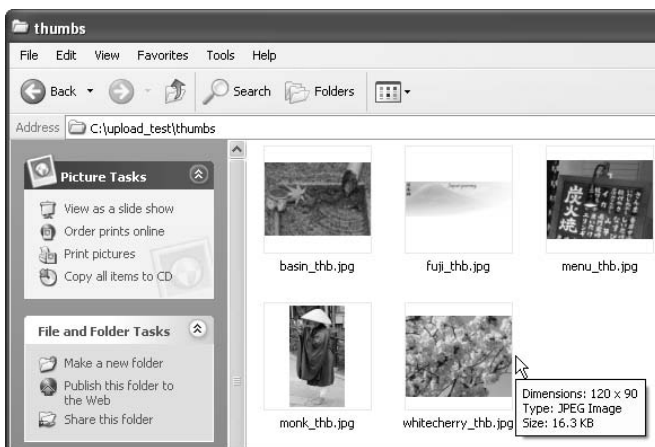 thumbs
File Edit View Favorites Tools Help
Back Search Folders
Address C:\upload_test\thumbs
Picture Tasks
View as a slide show
Order prints online
Print pictures
Copy all items to CD
File and Folder Tasks
Make a new folder
Publish this folder to
the Web
Share this folder
basin_thb.jpg fuji_thb.jpg menu_thb.jpg
炭火焼
monk_thb.jpg whitecherry_thb.jpg
Dimensions: 120 x 90
Type: JPEG Image
Size: 16.3 KB